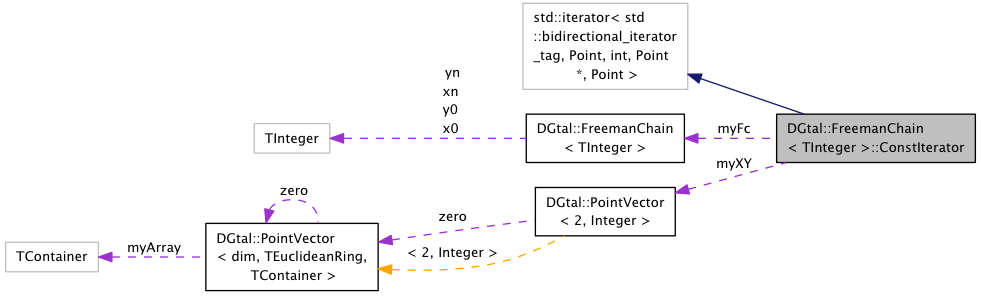 std::iterator< std
::bidirectional_iterator
_tag, Point, int, Point
*, Point >
yn
xn
y0
x0
TInteger
DGtal::FreemanChain
< TInteger >
myFc
DGtal::FreemanChain
< TInteger >::ConstIterator
myXY
zero
DGtal::PointVector
< 2, Integer >
zero
< 2, Integer >
DGtal::PointVector
< dim, TEuclideanRing,
TContainer >
myArray
TContainer